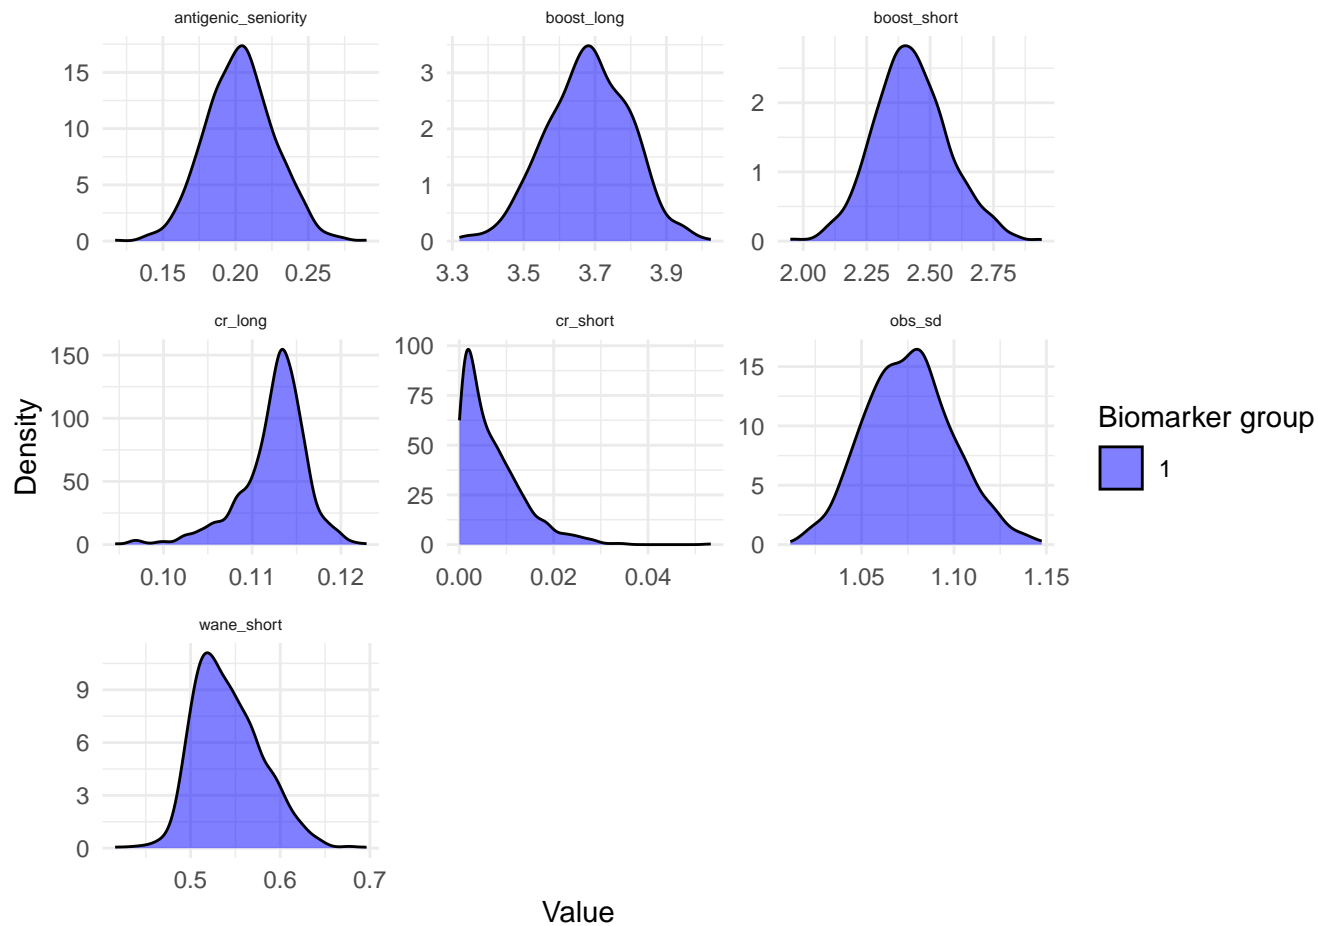 antigenic_seniority
boost_long
boost_short
15
10
5
0
0.15 0.20 0.25
3
2
1
0
3.3 3.5 3.7 3.9
2
1
0
2.00 2.25 2.50 2.75
cr_long
cr_short
obs_sd
150
100
50
0
0.10 0.11 0.12
100
75
50
25
0
0.00 0.02 0.04
15
10
5
0
1.05 1.10 1.15
wane_short
9
6
3
0
0.5 0.6 0.7
Density
Value
Biomarker group
1